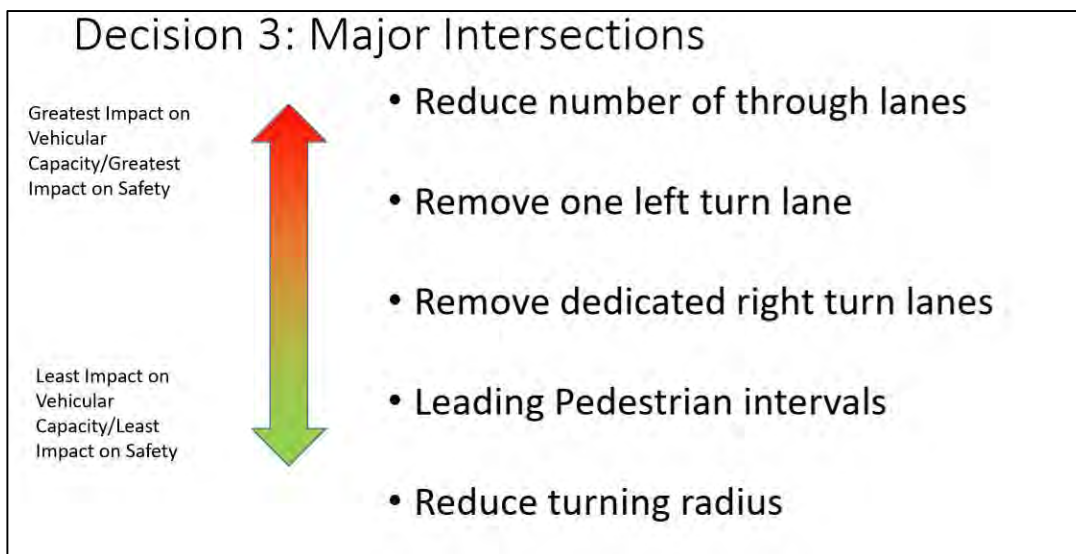 Decision 3: Major Intersections
Greatest Impact on
Vehicular
Capacity/Greatest
Impact on Safety
• Reduce number of through lanes
• Remove one left turn lane
• Remove dedicated right turn lanes
Least Impact on
Vehicular
Capacity/Least
Impact on Safety
• Leading Pedestrian intervals
• Reduce turning radius